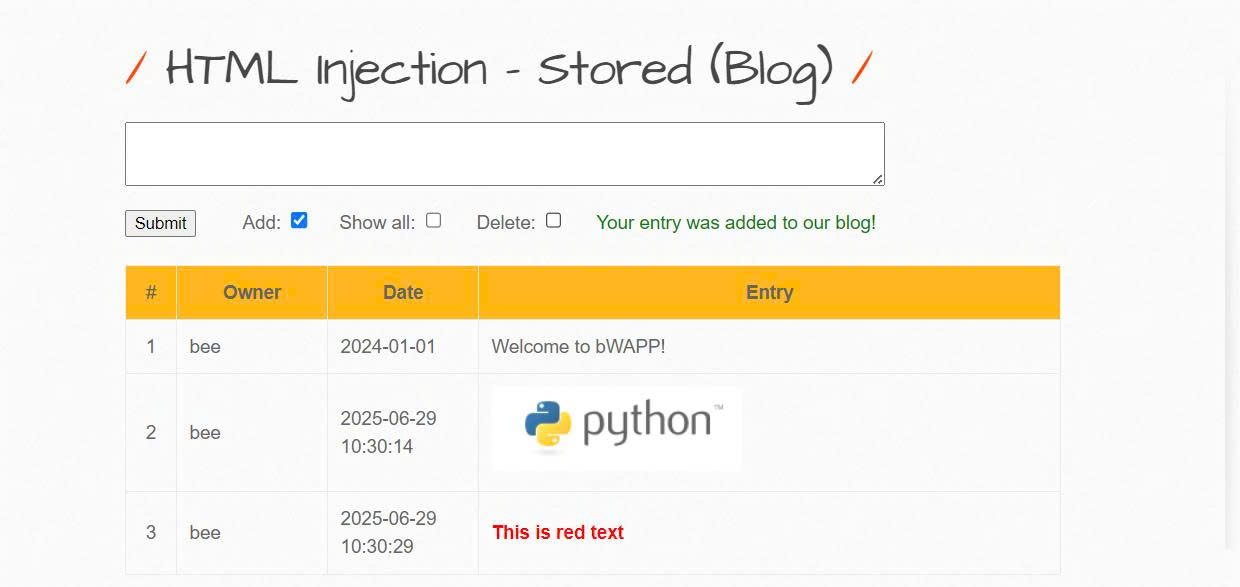 / HTML Injection - Stored (Blog) /
Submit Add: Show all: Delete: Your entry was added to our blog!
# Owner Date Entry
1 bee 2024-01-01 Welcome to bWAPP!
2 bee 2025-06-29 10:30:14 python™
3 bee 2025-06-29 10:30:29 This is red text